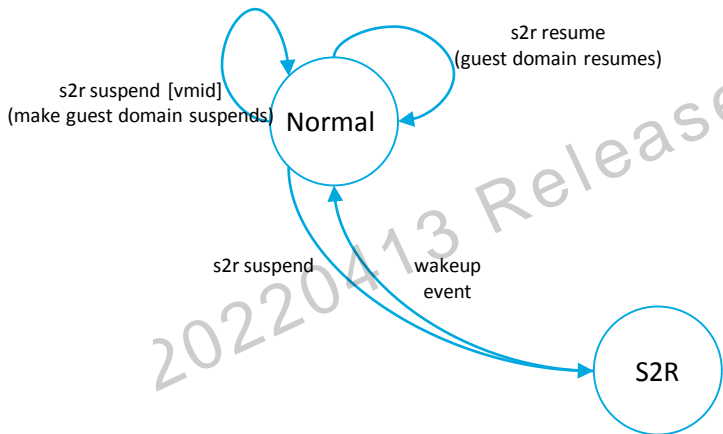 s2r resume
(guest domain resumes)
s2r suspend [vmid]
(make guest domain suspends)
Normal
s2r suspend
wakeup
event
S2R
20220413 Release